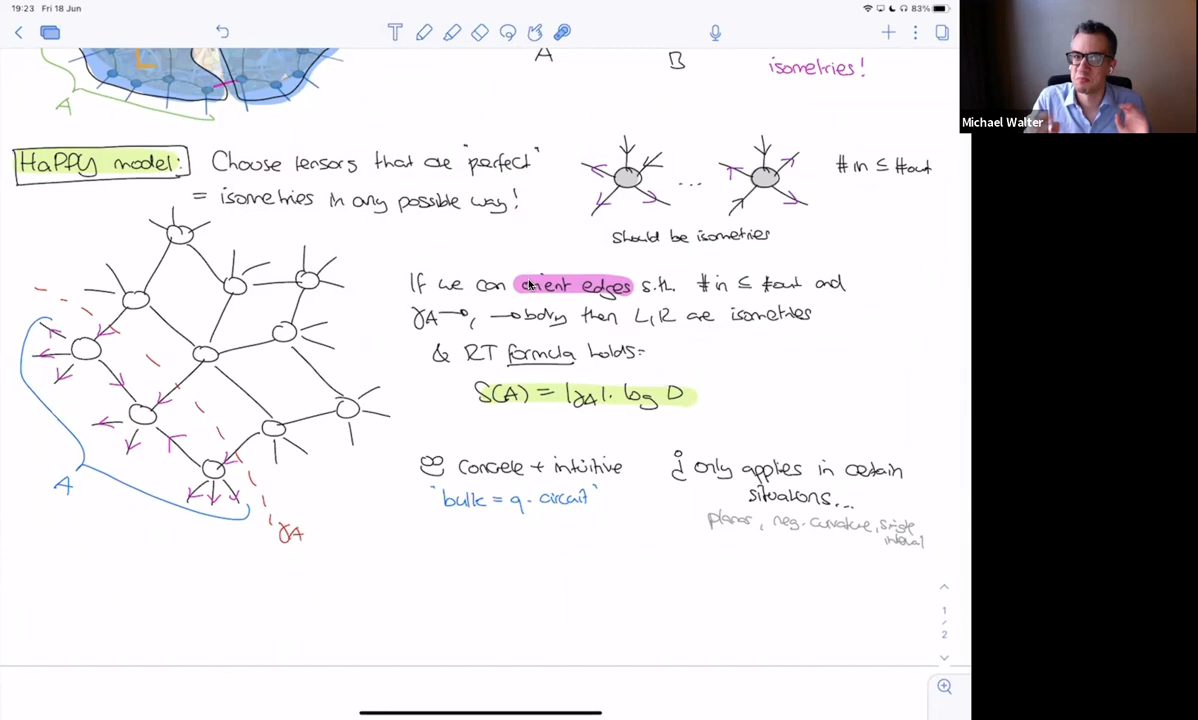 19:23 Fri 18 Jun
83%
A
B
isometries!
A
Michael Walter
HaPPY model: Choose tensors that are "perfect"
= isometries in any possible way!
...
# in ≤ #out
should be isometries
If we can orient edges s.th. # in ≤ #out and
γA→, →bdry then L,R are isometries
& RT formula holds:
S(A) = |γA|. log D
A
γA
concrete + intuitive
"bulk = q. circuit"
only applies in certain
situations...
planar, neg. curvature, single
interval
1
/
2